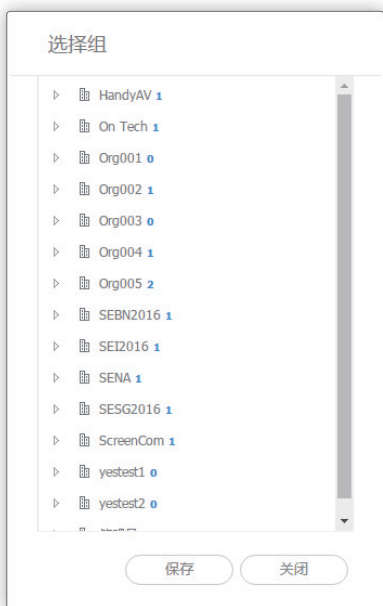 选择组
HandyAV 1
On Tech 1
Org001 0
Org002 1
Org003 0
Org004 1
Org005 2
SEBN2016 1
SEI2016 1
SENA 1
SESG2016 1
ScreenCom 1
yestest1 0
yestest2 0
保存 关闭